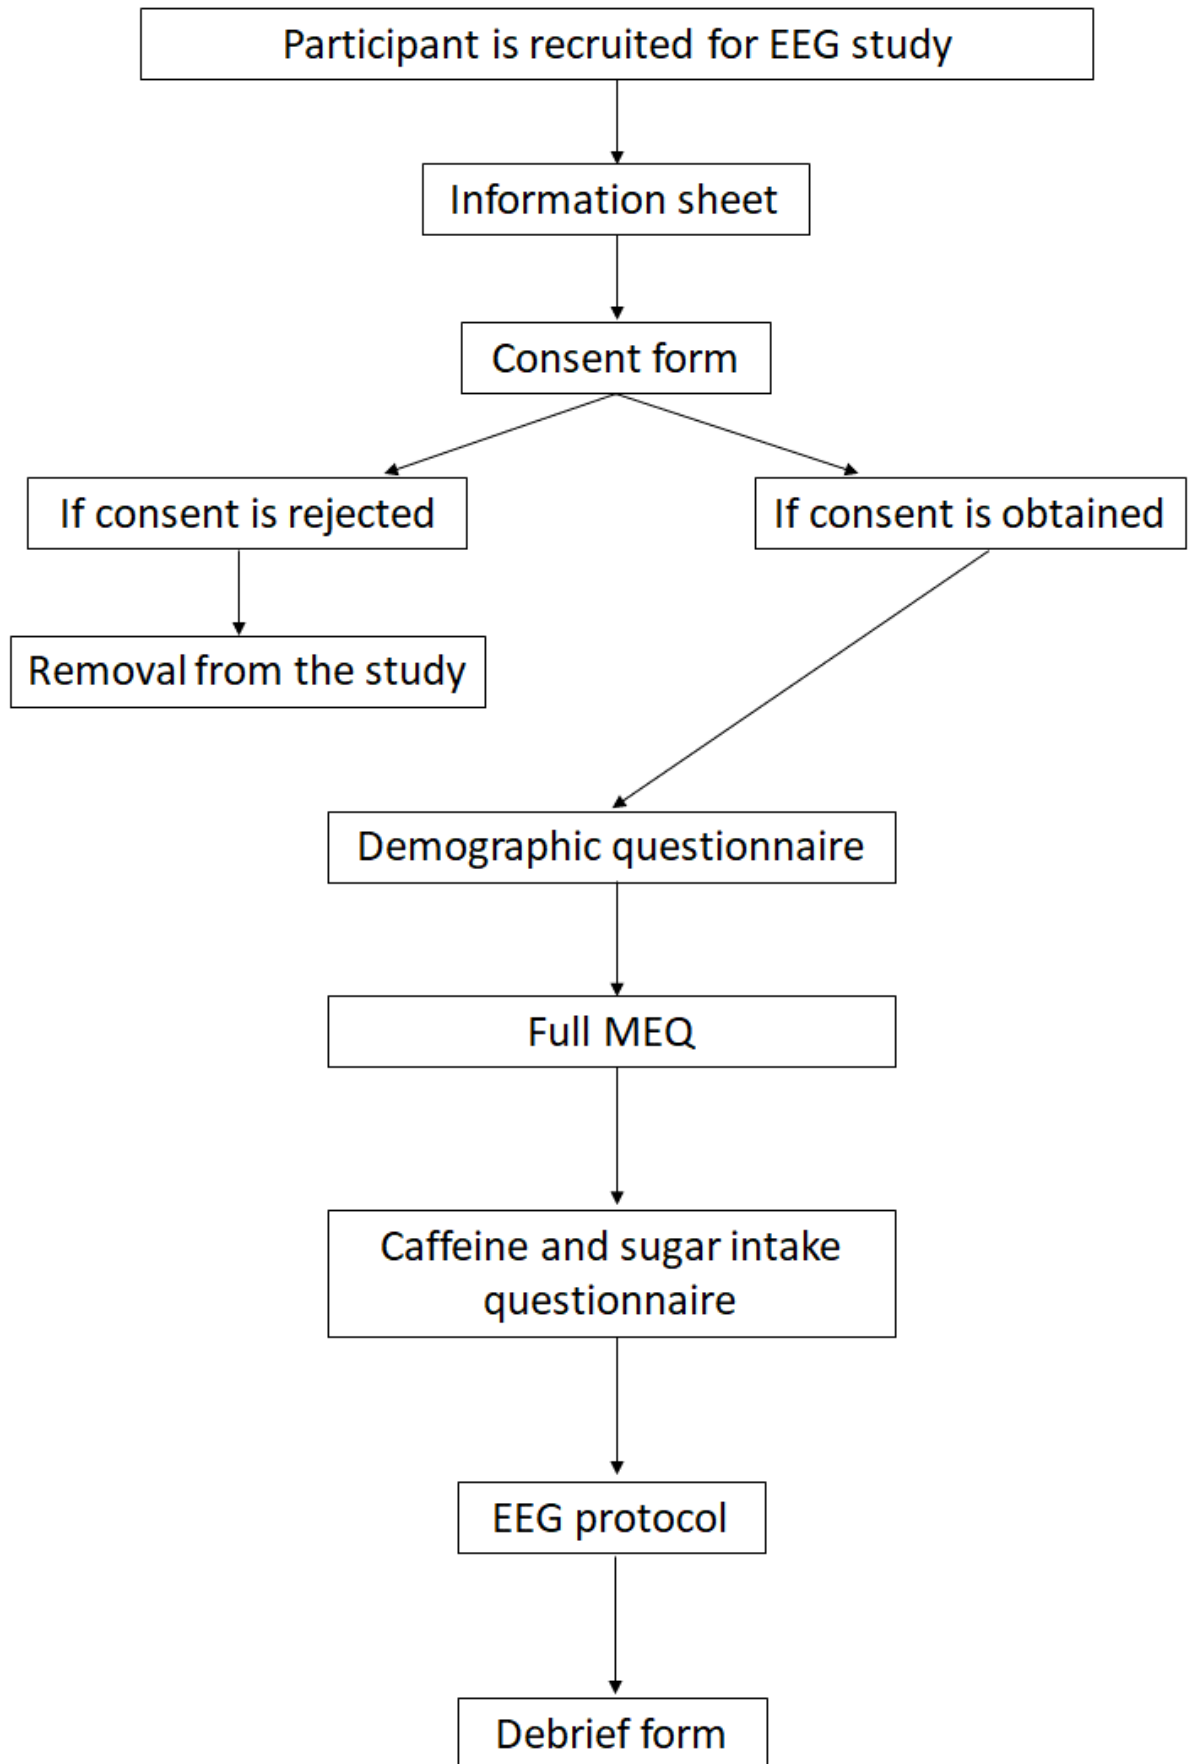 Participant is recruited for EEG study
Information sheet
Consent form
If consent is rejected
If consent is obtained
Removal from the study
Demographic questionnaire
Full MEQ
Caffeine and sugar intake
questionnaire
EEG protocol
Debrief form